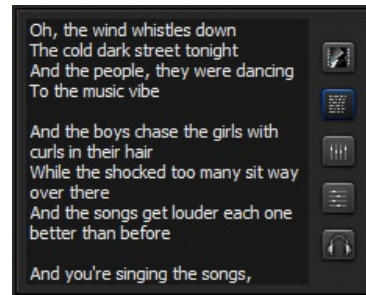 Oh, the wind whistles down
The cold dark street tonight
And the people, they were dancing
To the music vibe
And the boys chase the girls with
curls in their hair
While the shocked too many sit way
over there
And the songs get louder each one
better than before
And you're singing the songs,